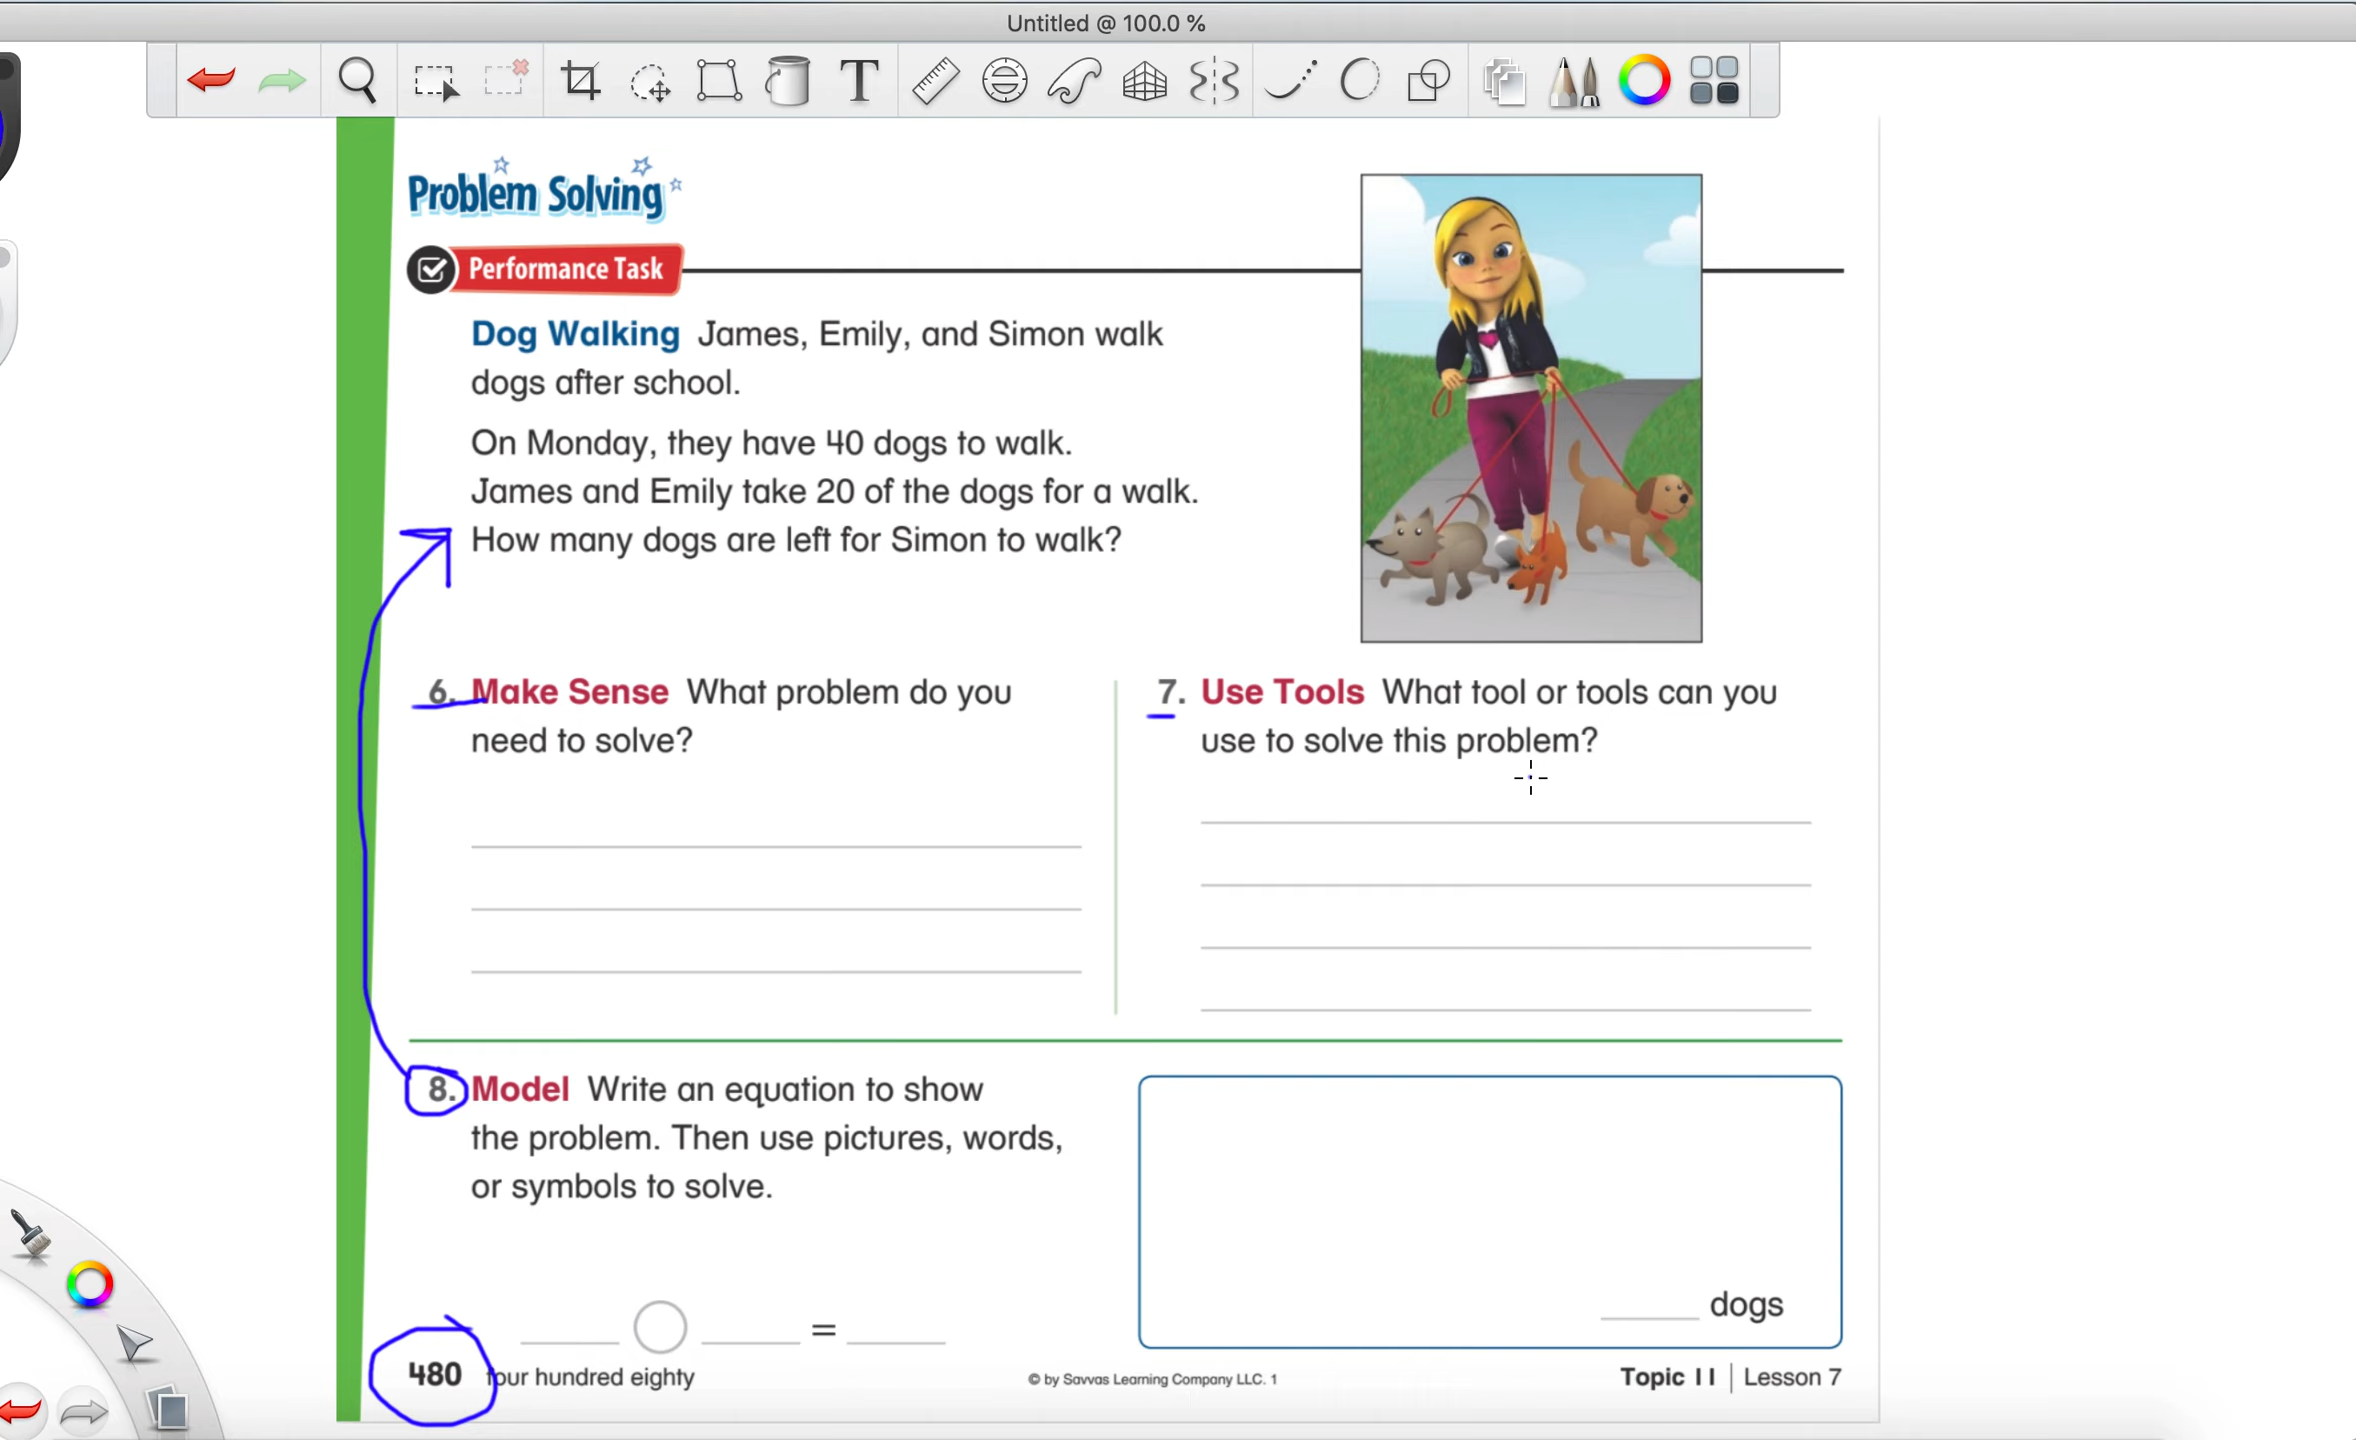 Untitled @ 100.0 %
T
Problem Solving
Performance Task
Dog Walking James, Emily, and Simon walk
dogs after school.
On Monday, they have 40 dogs to walk.
James and Emily take 20 of the dogs for a walk.
How many dogs are left for Simon to walk?
6. Make Sense What problem do you
need to solve?
7. Use Tools What tool or tools can you
use to solve this problem?
8. Model Write an equation to show
the problem. Then use pictures, words,
or symbols to solve.
=
dogs
480 four hundred eighty
© by Savvas Learning Company LLC. 1
Topic 11 | Lesson 7